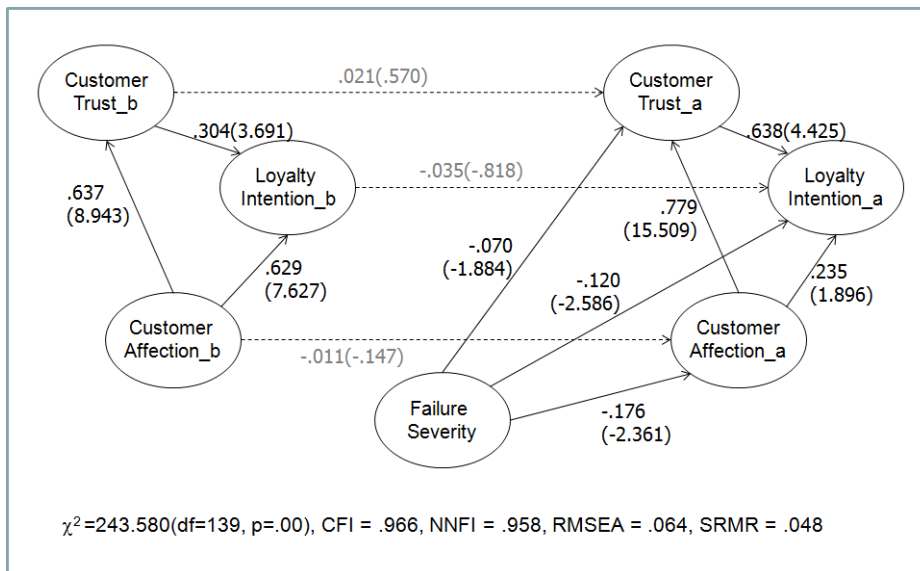 Customer
Trust_b
.021(.570)
Customer
Trust_a
.304(3.691)
.638(4.425)
Loyalty
Intention_b
-.035(-.818)
Loyalty
Intention_a
.637
(8.943)
.779
(15.509)
-.070
(-1.884)
.629
(7.627)
-.120
(-2.586)
.235
(1.896)
Customer
Affection_b
-.011(-.147)
Customer
Affection_a
Failure
Severity
-.176
(-2.361)
χ²=243.580(df=139, p=.00), CFI = .966, NNFI = .958, RMSEA = .064, SRMR = .048